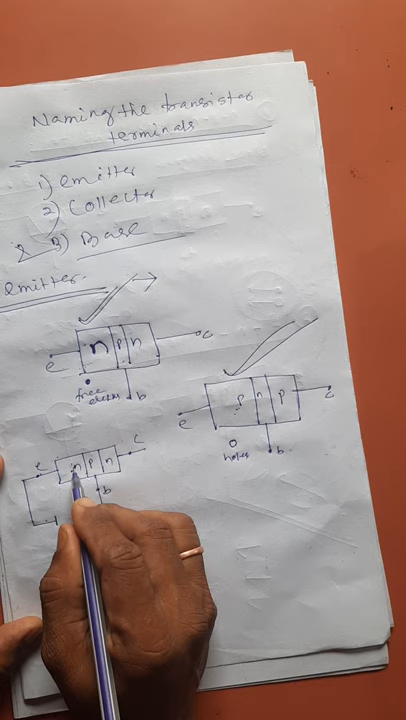 Naming the transistor
terminals
1) emitter
2) Collector
& 3) Base
emitter.
n p n
e c
free
b
p n p
e c
holes b
e n p n c
b